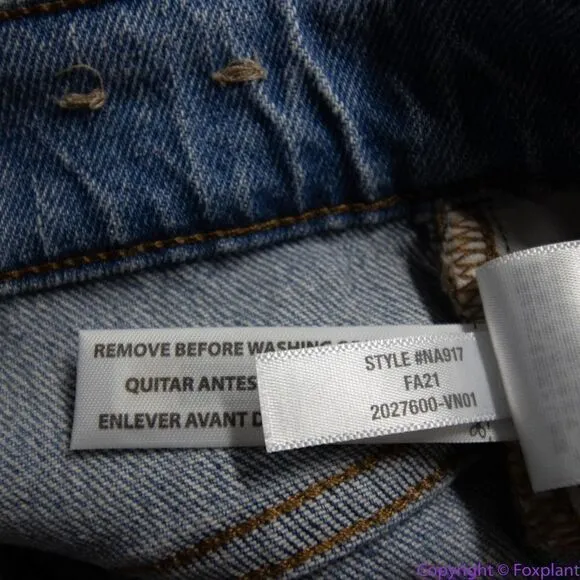 REMOVE BEFORE WASHING
QUITAR ANTES
ENLEVER AVANT
STYLE #NA917
FA21
2027600-VN01
Copyright © Foxplant